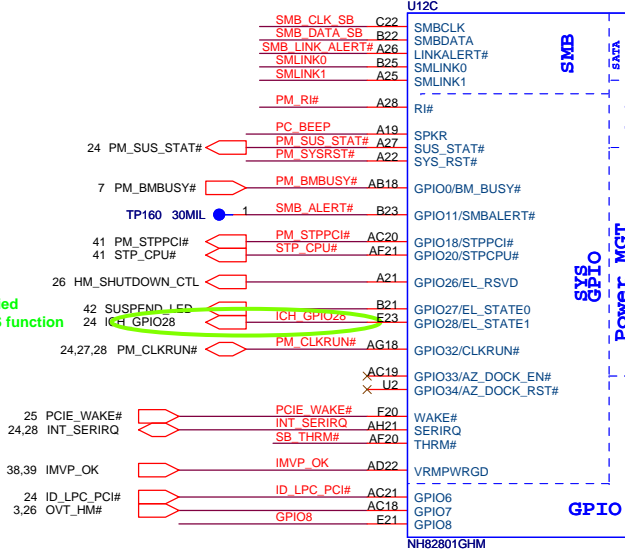 U12C
SMB_CLK_SB C22 SMBCLK
SMB_DATA_SB B22 SMBDATA
SMB_LINK_ALERT# A26 LINKALERT#
SMLINK0 B25 SMLINK0
SMLINK1 A25 SMLINK1
SMB
SATA
PM_RI# A28 RI#
PC_BEEP A19 SPKR
24 PM_SUS_STAT# PM_SUS_STAT# A27 SUS_STAT#
PM_SYSRST# A22 SYS_RST#
7 PM_BMBUSY# PM_BMBUSY# AB18 GPIO0/BM_BUSY#
TP160 30MIL 1 SMB_ALERT# B23 GPIO11/SMBALERT#
41 PM_STPPCI# PM_STPPCI# AC20 GPIO18/STPPCI#
41 STP_CPU# STP_CPU# AF21 GPIO20/STPCPU#
26 HM_SHUTDOWN_CTL A21 GPIO26/EL_RSVD
SYS
GPIO
Power MGT
42 SUSPEND_LED B21 GPIO27/EL_STATE0
24 ICH_GPIO28 ICH_GPIO28 E23 GPIO28/EL_STATE1
function
24,27,28 PM_CLKRUN# PM_CLKRUN# AG18 GPIO32/CLKRUN#
AC19 GPIO33/AZ_DOCK_EN#
U2 GPIO34/AZ_DOCK_RST#
25 PCIE_WAKE# PCIE_WAKE# F20 WAKE#
24,28 INT_SERIRQ INT_SERIRQ AH21 SERIRQ
SB_THRM# AF20 THRM#
38,39 IMVP_OK IMVP_OK AD22 VRMPWRGD
24 ID_LPC_PCI# ID_LPC_PCI# AC21 GPIO6
3,26 OVT_HM# AC18 GPIO7
GPIO8 E21 GPIO8
GPIO
NH82801GHM